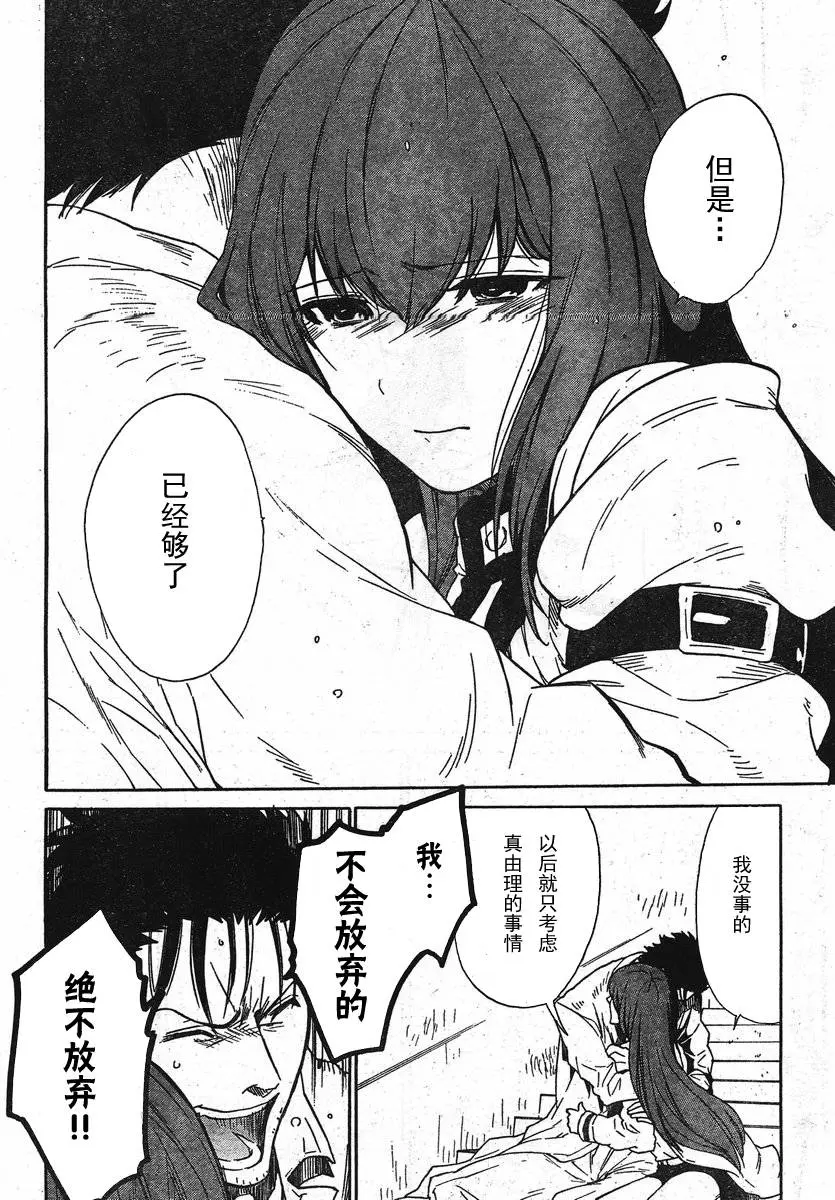 但是…
已经够了
我没事的
以后就只考虑
真由理的事情
我…
不会放弃的
绝不放弃!!